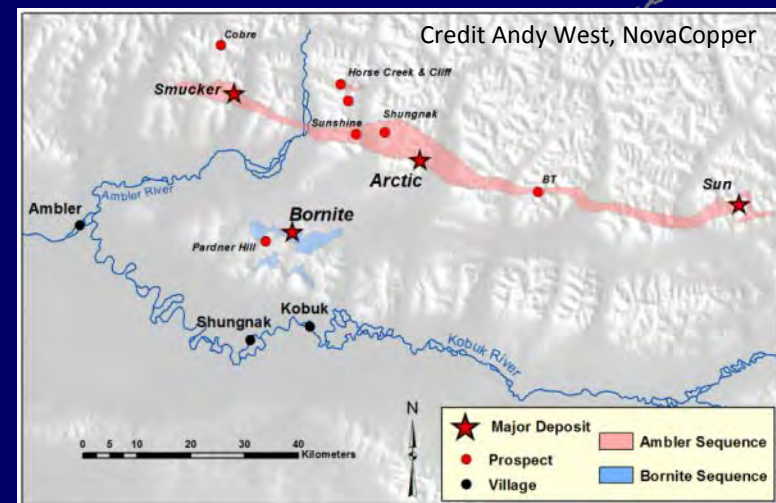 Credit Andy West, NovaCopper
Cobre
Smucker
Horse Creek & Cliff
Sunshine
Shungnak
Arctic
BT
Sun
Ambler River
Ambler
Bornite
Pardner Hill
Kobuk
Shungnak
Kobuk River
N
0 5 10 20 30 40
Kilometers
Major Deposit
Prospect
Village
Ambler Sequence
Bornite Sequence